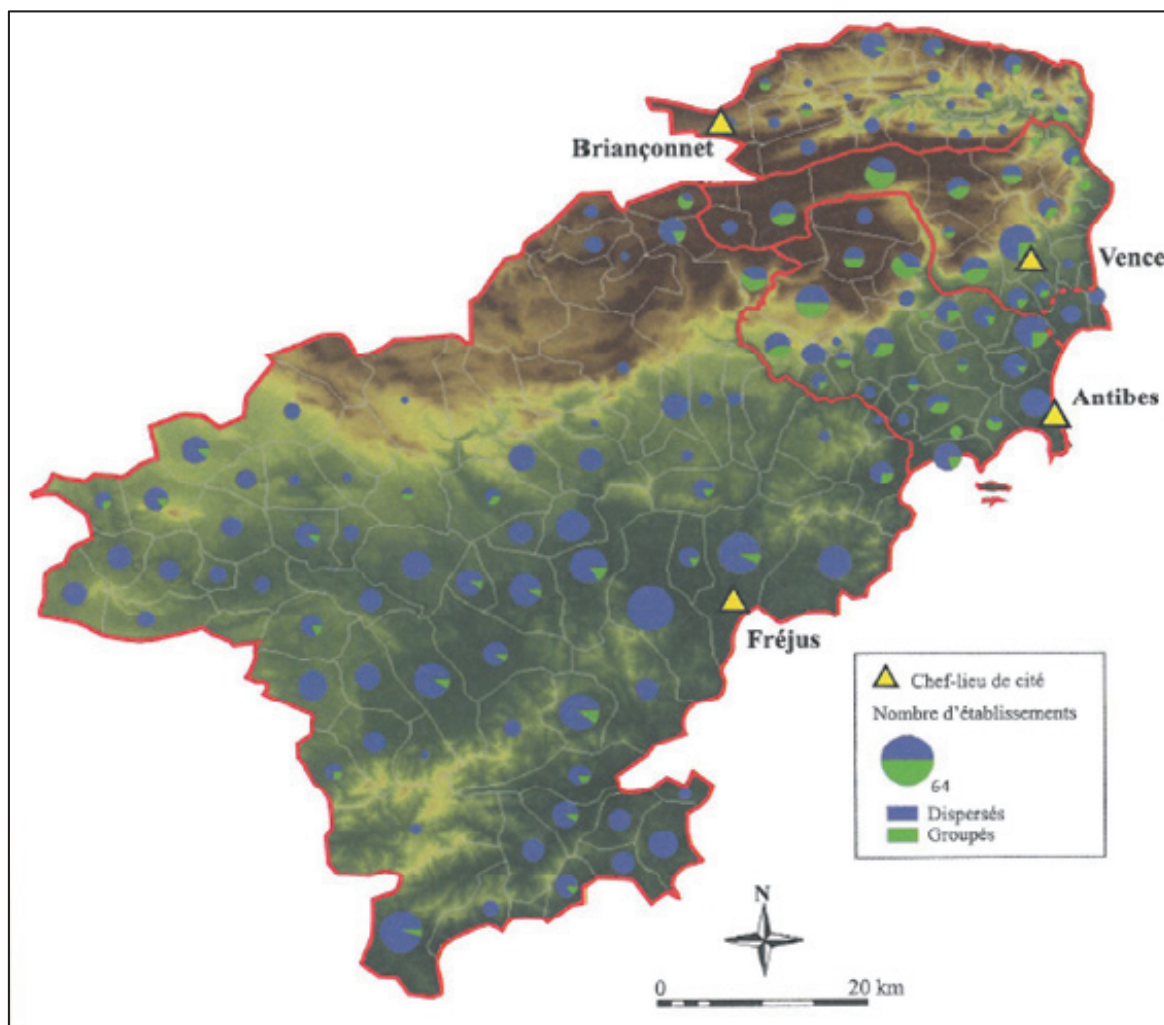 Briançonnet
Vence
Antibes
Fréjus
Chef-lieu de cité
Nombre d'établissements
64
Dispersés
Groupés
N
0 20 km